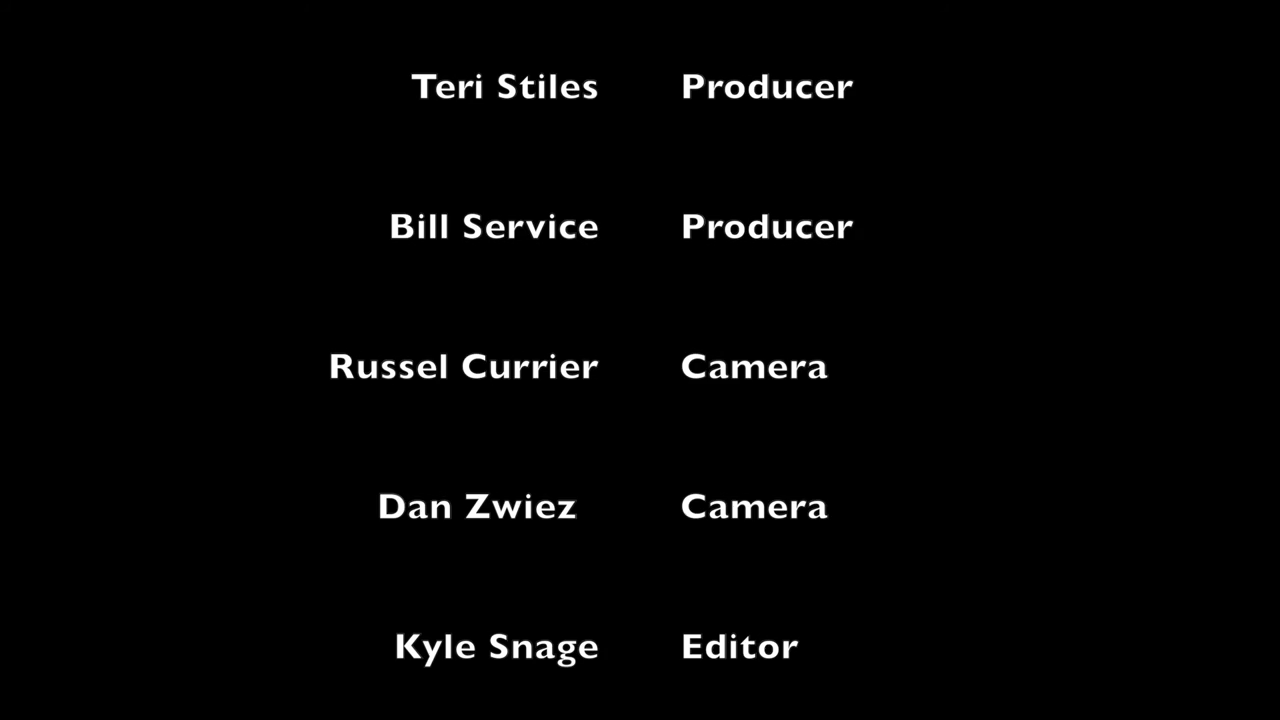 Teri Stiles Producer
Bill Service Producer
Russel Currier Camera
Dan Zwiez Camera
Kyle Snage Editor